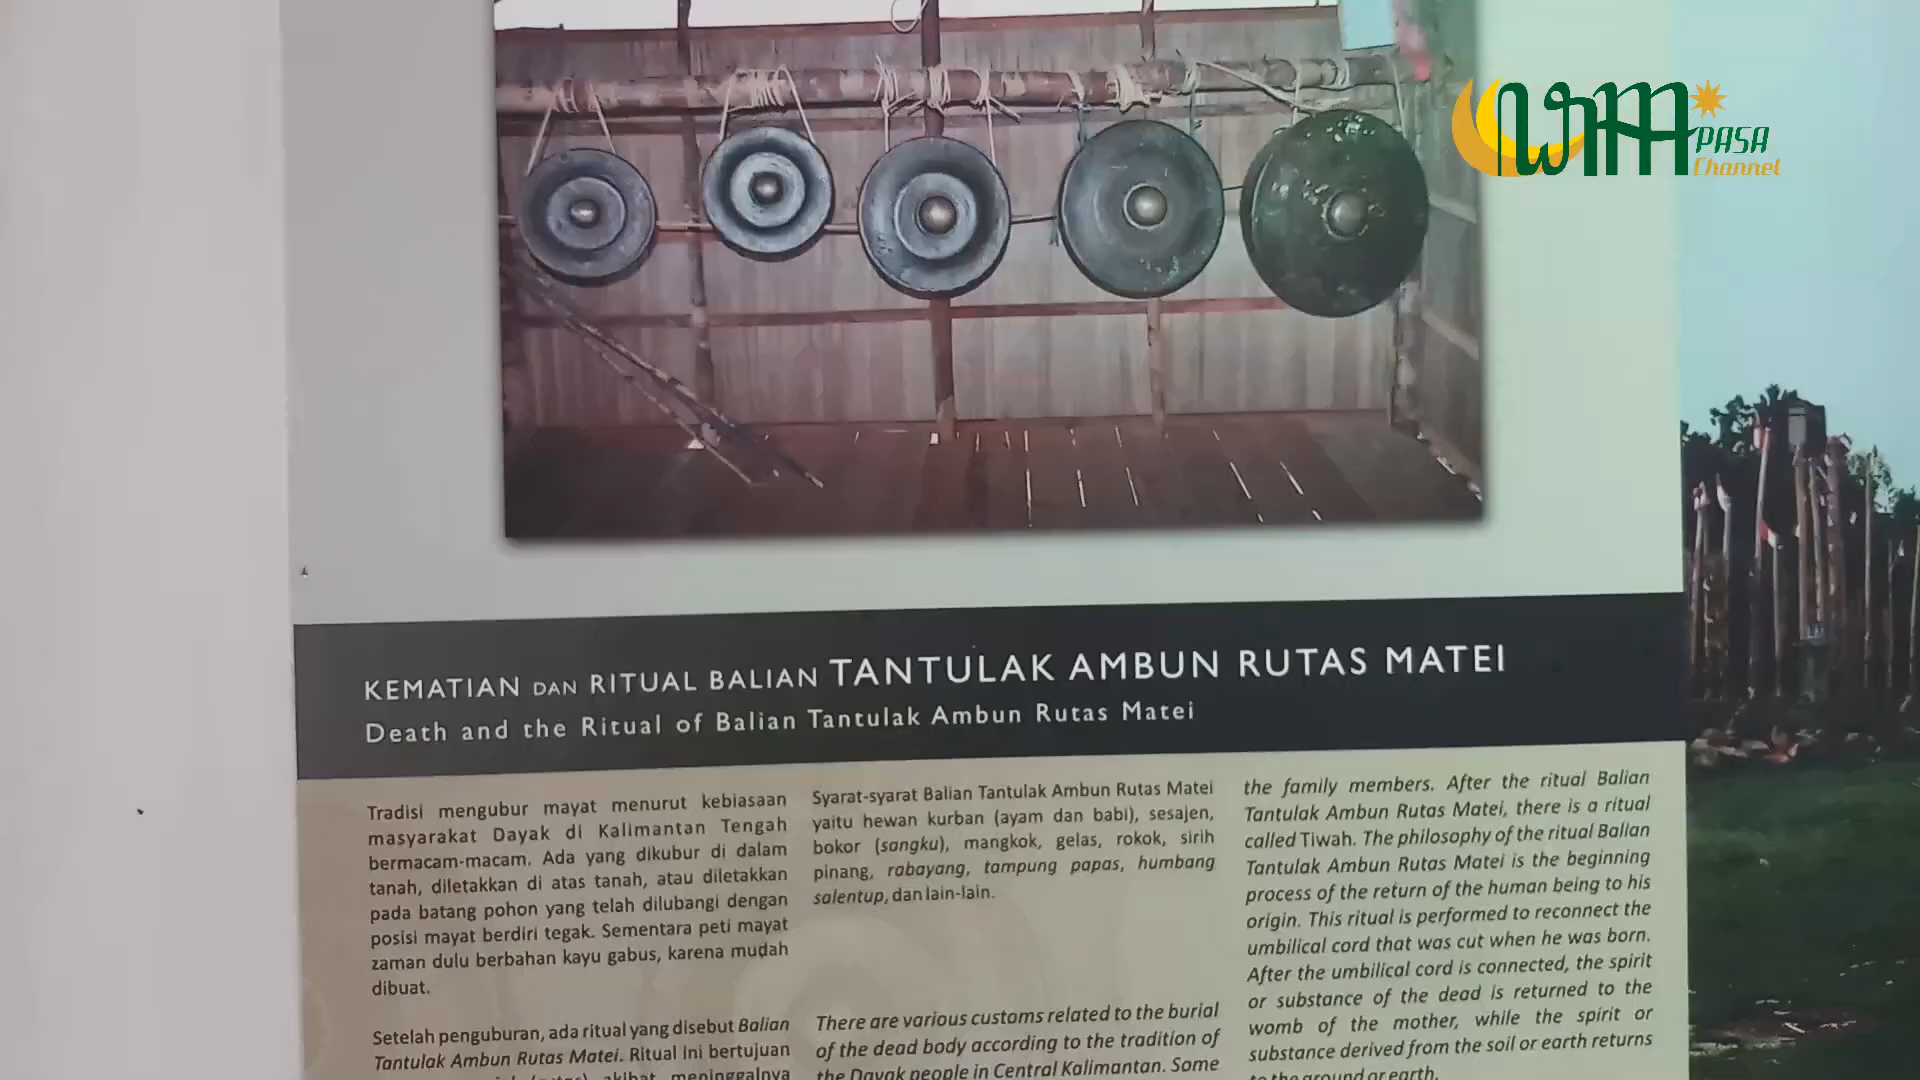 PASA
Channel
KEMATIAN DAN RITUAL BALIAN TANTULAK AMBUN RUTAS MATEI
Death and the Ritual of Balian Tantulak Ambun Rutas Matei
Tradisi mengubur mayat menurut kebiasaan
masyarakat Dayak di Kalimantan Tengah
bermacam-macam. Ada yang dikubur di dalam
tanah, diletakkan di atas tanah, atau diletakkan
pada batang pohon yang telah dilubangi dengan
posisi mayat berdiri tegak. Sementara peti mayat
zaman dulu berbahan kayu gabus, karena mudah
dibuat.
Setelah penguburan, ada ritual yang disebut Balian
Tantulak Ambun Rutas Matei. Ritual ini bertujuan
akibat meninggalnya
Syarat-syarat Balian Tantulak Ambun Rutas Matei
yaitu hewan kurban (ayam dan babi), sesajen,
bokor (sangku), mangkok, gelas, rokok, sirih
pinang, rabayang, tampung papas, humbang
salentup, dan lain-lain.
There are various customs related to the burial
of the dead body according to the tradition of
the Dayak people in Central Kalimantan. Some
the family members. After the ritual Balian
Tantulak Ambun Rutas Matei, there is a ritual
called Tiwah. The philosophy of the ritual Balian
Tantulak Ambun Rutas Matei is the beginning
process of the return of the human being to his
origin. This ritual is performed to reconnect the
umbilical cord that was cut when he was born.
After the umbilical cord is connected, the spirit
or substance of the dead is returned to the
womb of the mother, while the spirit or
substance derived from the soil or earth returns
to the ground or earth.